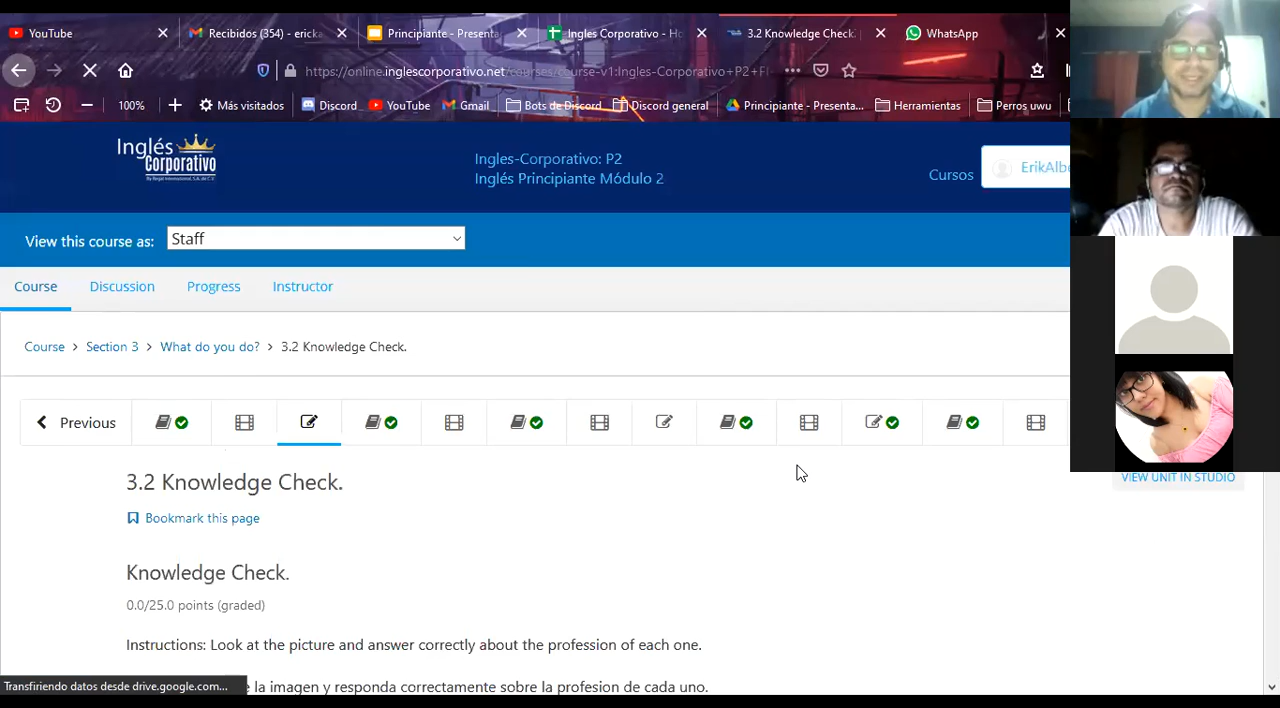 YouTube
Recibidos (354) - ericka
Principiante - Presenta
Ingles Corporativo - Ho
3.2 Knowledge Check.
WhatsApp
https://online.inglescorporativo.net/courses/course-v1:Ingles-Corporativo+P2+
100%
Más visitados
Discord
YouTube
Gmail
Bots de Discord
Discord general
Principiante - Presenta...
Herramientas
Perros uwu
Inglés
Corporativo
Ingles-Corporativo: P2
Inglés Principiante Módulo 2
Cursos
ErikAlb
View this course as:
Staff
Course
Discussion
Progress
Instructor
Course > Section 3 > What do you do? > 3.2 Knowledge Check.
Previous
3.2 Knowledge Check.
VIEW UNIT IN STUDIO
Bookmark this page
Knowledge Check.
0.0/25.0 points (graded)
Instructions: Look at the picture and answer correctly about the profession of each one.
Transfiriendo datos desde drive.google.com...
la imagen y responda correctamente sobre la profesion de cada uno.